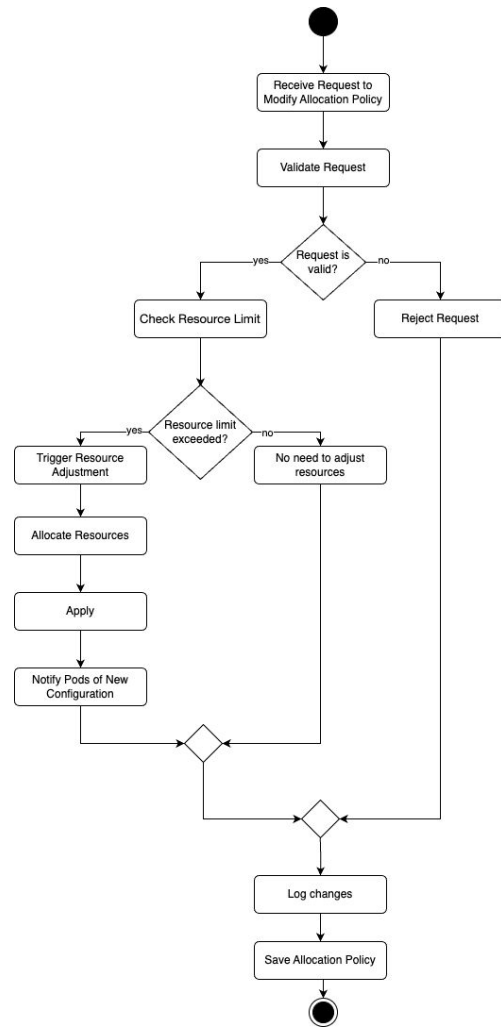 Receive Request to
Modify Allocation Policy
Validate Request
Request is
valid?
yes
no
Check Resource Limit
Reject Request
Resource limit
exceeded?
yes
no
Trigger Resource
Adjustment
No need to adjust
resources
Allocate Resources
Apply
Notify Pods of New
Configuration
Log changes
Save Allocation Policy